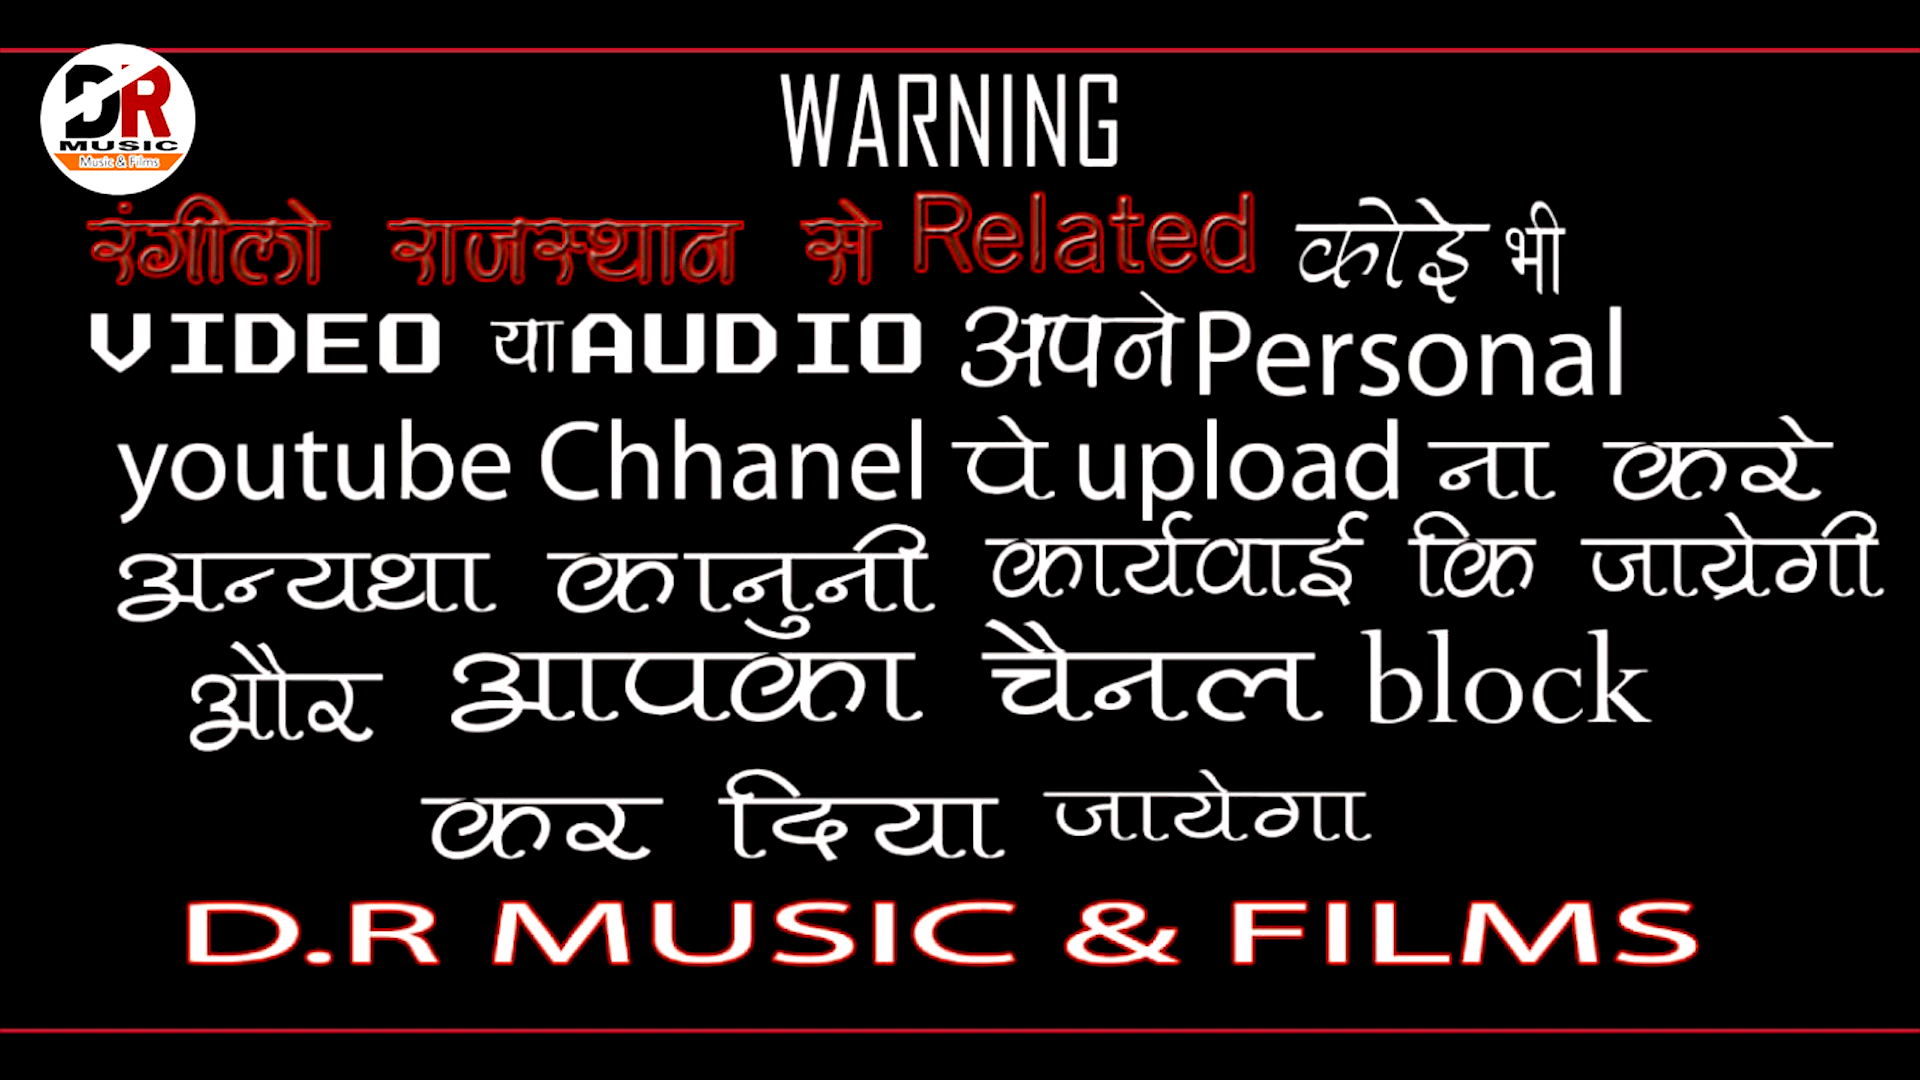 DR
MUSIC
Music & Films
WARNING
रंगीलो राजस्थान से Related कोइे भी
VIDEO या AUDIO अपने Personal
youtube Chhanel पे upload ना करे
अन्यथा कानुनी कार्यवाई कि जाय्रेगी
और आपका चैनल block
कर दिया जायेगा
D.R MUSIC & FILMS